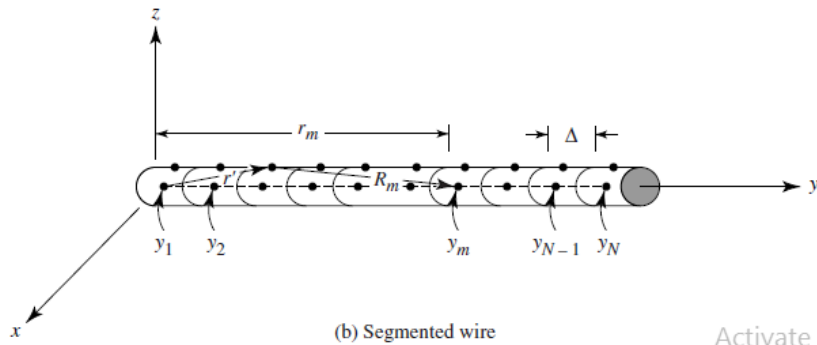 z
r_m
Δ
r'
R_m
y
y_1 y_2 y_m y_{N-1} y_N
x
(b) Segmented wire
Activate